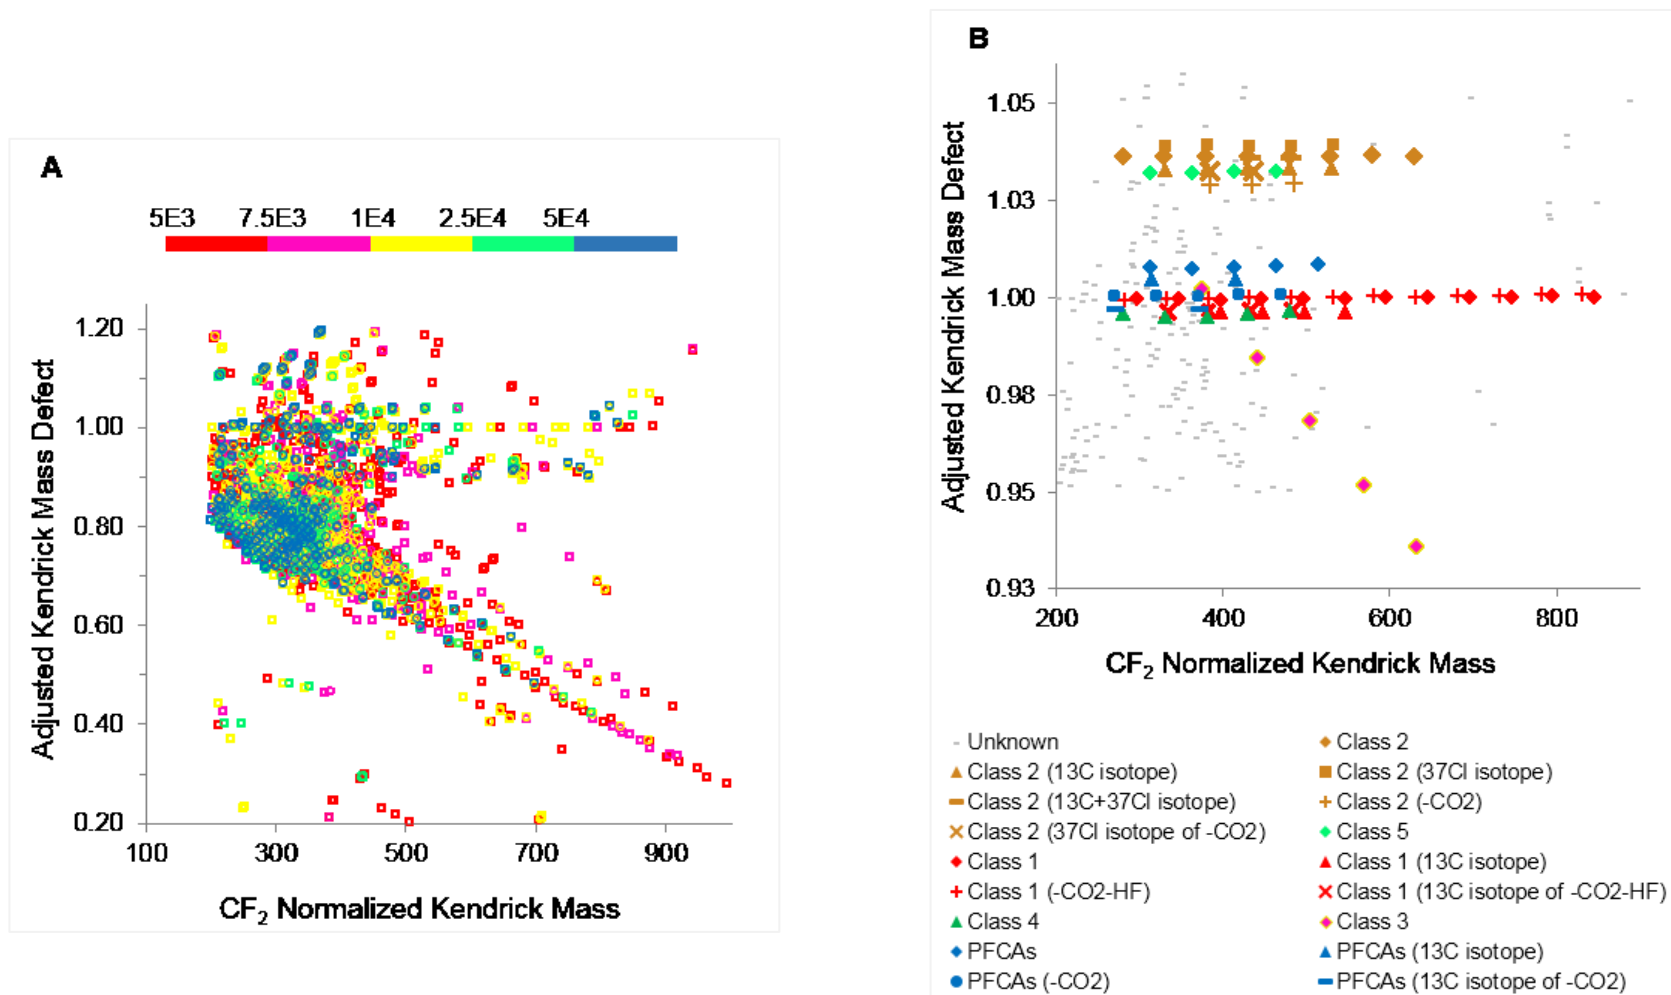 A
5E3 7.5E3 1E4 2.5E4 5E4
1.20
1.00
0.80
0.60
0.40
0.20
100 300 500 700 900
Adjusted Kendrick Mass Defect
CF2 Normalized Kendrick Mass
B
1.05
1.03
1.00
0.98
0.95
0.93
200 400 600 800
Adjusted Kendrick Mass Defect
CF2 Normalized Kendrick Mass
Unknown Class 2
Class 2 (13C isotope) Class 2 (37Cl isotope)
Class 2 (13C+37Cl isotope) Class 2 (-CO2)
Class 2 (37Cl isotope of -CO2) Class 5
Class 1 Class 1 (13C isotope)
Class 1 (-CO2-HF) Class 1 (13C isotope of -CO2-HF)
Class 4 Class 3
PFCAs PFCAs (13C isotope)
PFCAs (-CO2) PFCAs (13C isotope of -CO2)